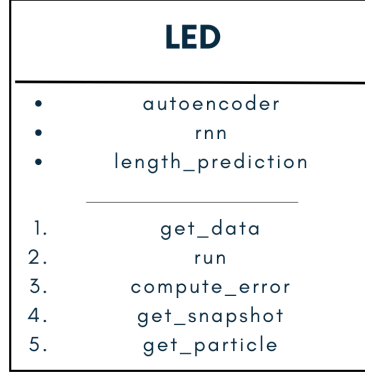 LED
• autoencoder
• rnn
• length_prediction
1. get_data
2. run
3. compute_error
4. get_snapshot
5. get_particle